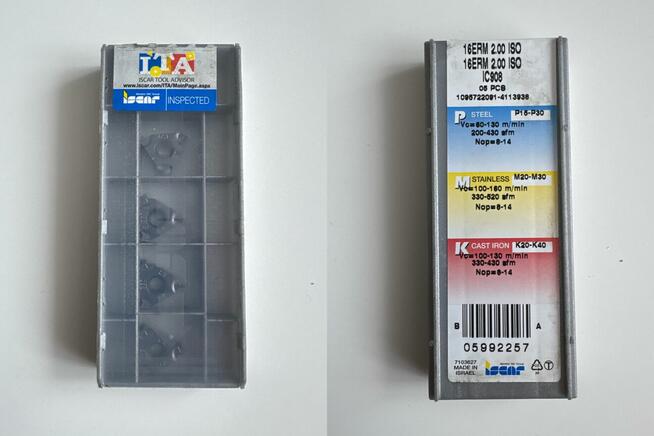 ITA
ISCAR TOOL ADVISOR
www.iscar.com/ITA/MainPage.aspx
iscar INSPECTED
16ERM 2.00 ISO
16ERM 2.00 ISO
IC908
05 PCS
P STEEL P15-P30
Vc=60-130 m/min
200-430 sfm
Nop=8-14
M STAINLESS M20-M30
Vc=100-160 m/min
330-520 sfm
Nop=8-14
K CAST IRON K20-K40
Vc=100-130 m/min
330-430 sfm
Nop=8-14
B A
05992257
7103627
MADE IN
ISRAEL
iscar